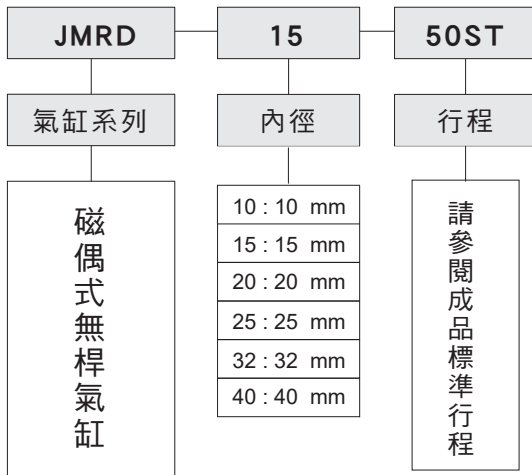 JMRD 15 50ST
氣缸系列 內徑 行程
磁偶式無桿氣缸
10 : 10 mm
15 : 15 mm
20 : 20 mm
25 : 25 mm
32 : 32 mm
40 : 40 mm
請參閱成品標準行程